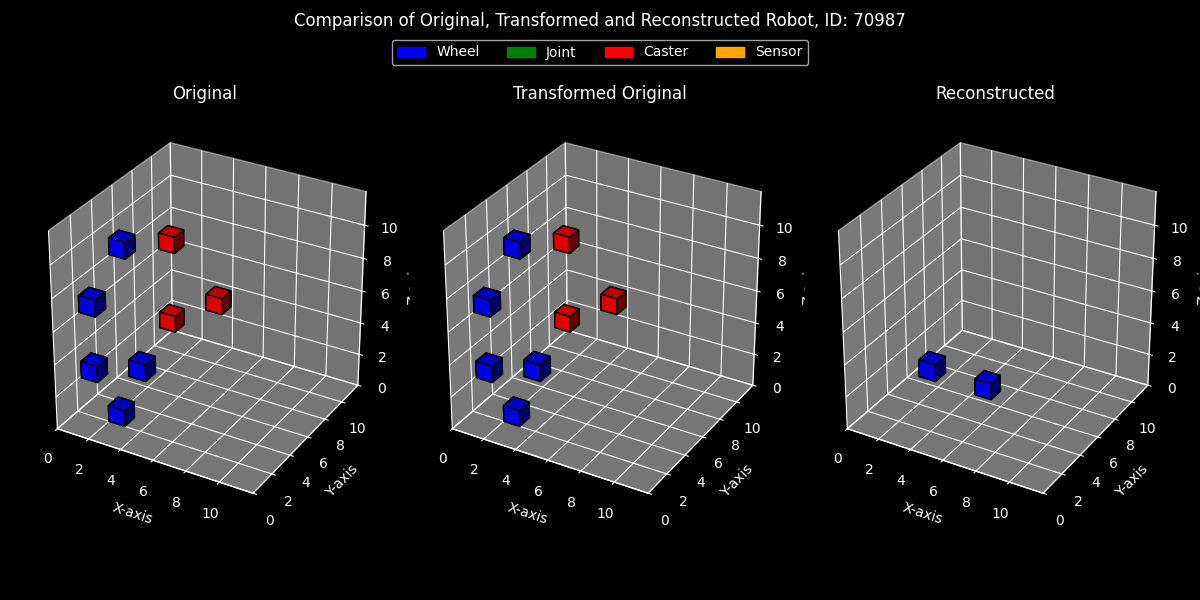 Comparison of Original, Transformed and Reconstructed Robot, ID: 70987
Wheel Joint Caster Sensor
Original Transformed Original Reconstructed
10 10 10
8 8 8
6 6 6
4 4 4
2 2 2
0 0 0
0 2 4 6 8 10 0 2 4 6 8 10 0 2 4 6 8 10
0 2 4 6 8 10 0 2 4 6 8 10 0 2 4 6 8 10
X-axis Y-axis X-axis Y-axis X-axis Y-axis